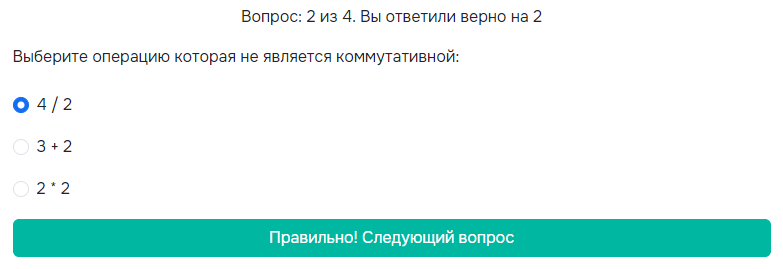 Вопрос: 2 из 4. Вы ответили верно на 2
Выберите операцию которая не является коммутативной:
4 / 2
3 + 2
2 * 2
Правильно! Следующий вопрос